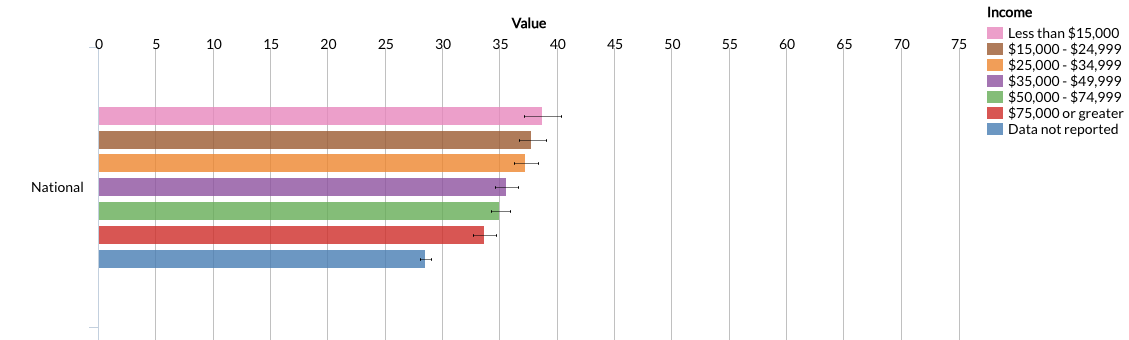 Value
0 5 10 15 20 25 30 35 40 45 50 55 60 65 70 75
National
Income
Less than $15,000
$15,000 - $24,999
$25,000 - $34,999
$35,000 - $49,999
$50,000 - $74,999
$75,000 or greater
Data not reported